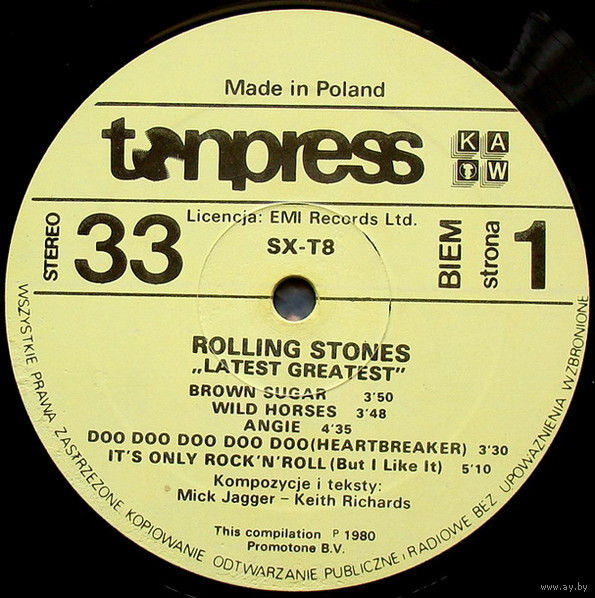 Made in Poland
tonpress
K A
W
STEREO
33
Licencja: EMI Records Ltd.
SX-T8
BIEM
strona
1
ROLLING STONES
„LATEST GREATEST"
BROWN SUGAR 3'50
WILD HORSES 3'48
ANGIE 4'35
DOO DOO DOO DOO DOO(HEARTBREAKER) 3'30
IT'S ONLY ROCK'N'ROLL (But I Like It) 5'10
Kompozycje i teksty:
Mick Jagger – Keith Richards
This compilation P 1980
Promotone B.V.
WSZYSTKIE PRAWA ZASTRZEŻONE KOPIOWANIE ODTWARZANIE PUBLICZNE i RADIOWE BEZ UPOWAŻNIENIA WZBRONIONE
www.ay.by